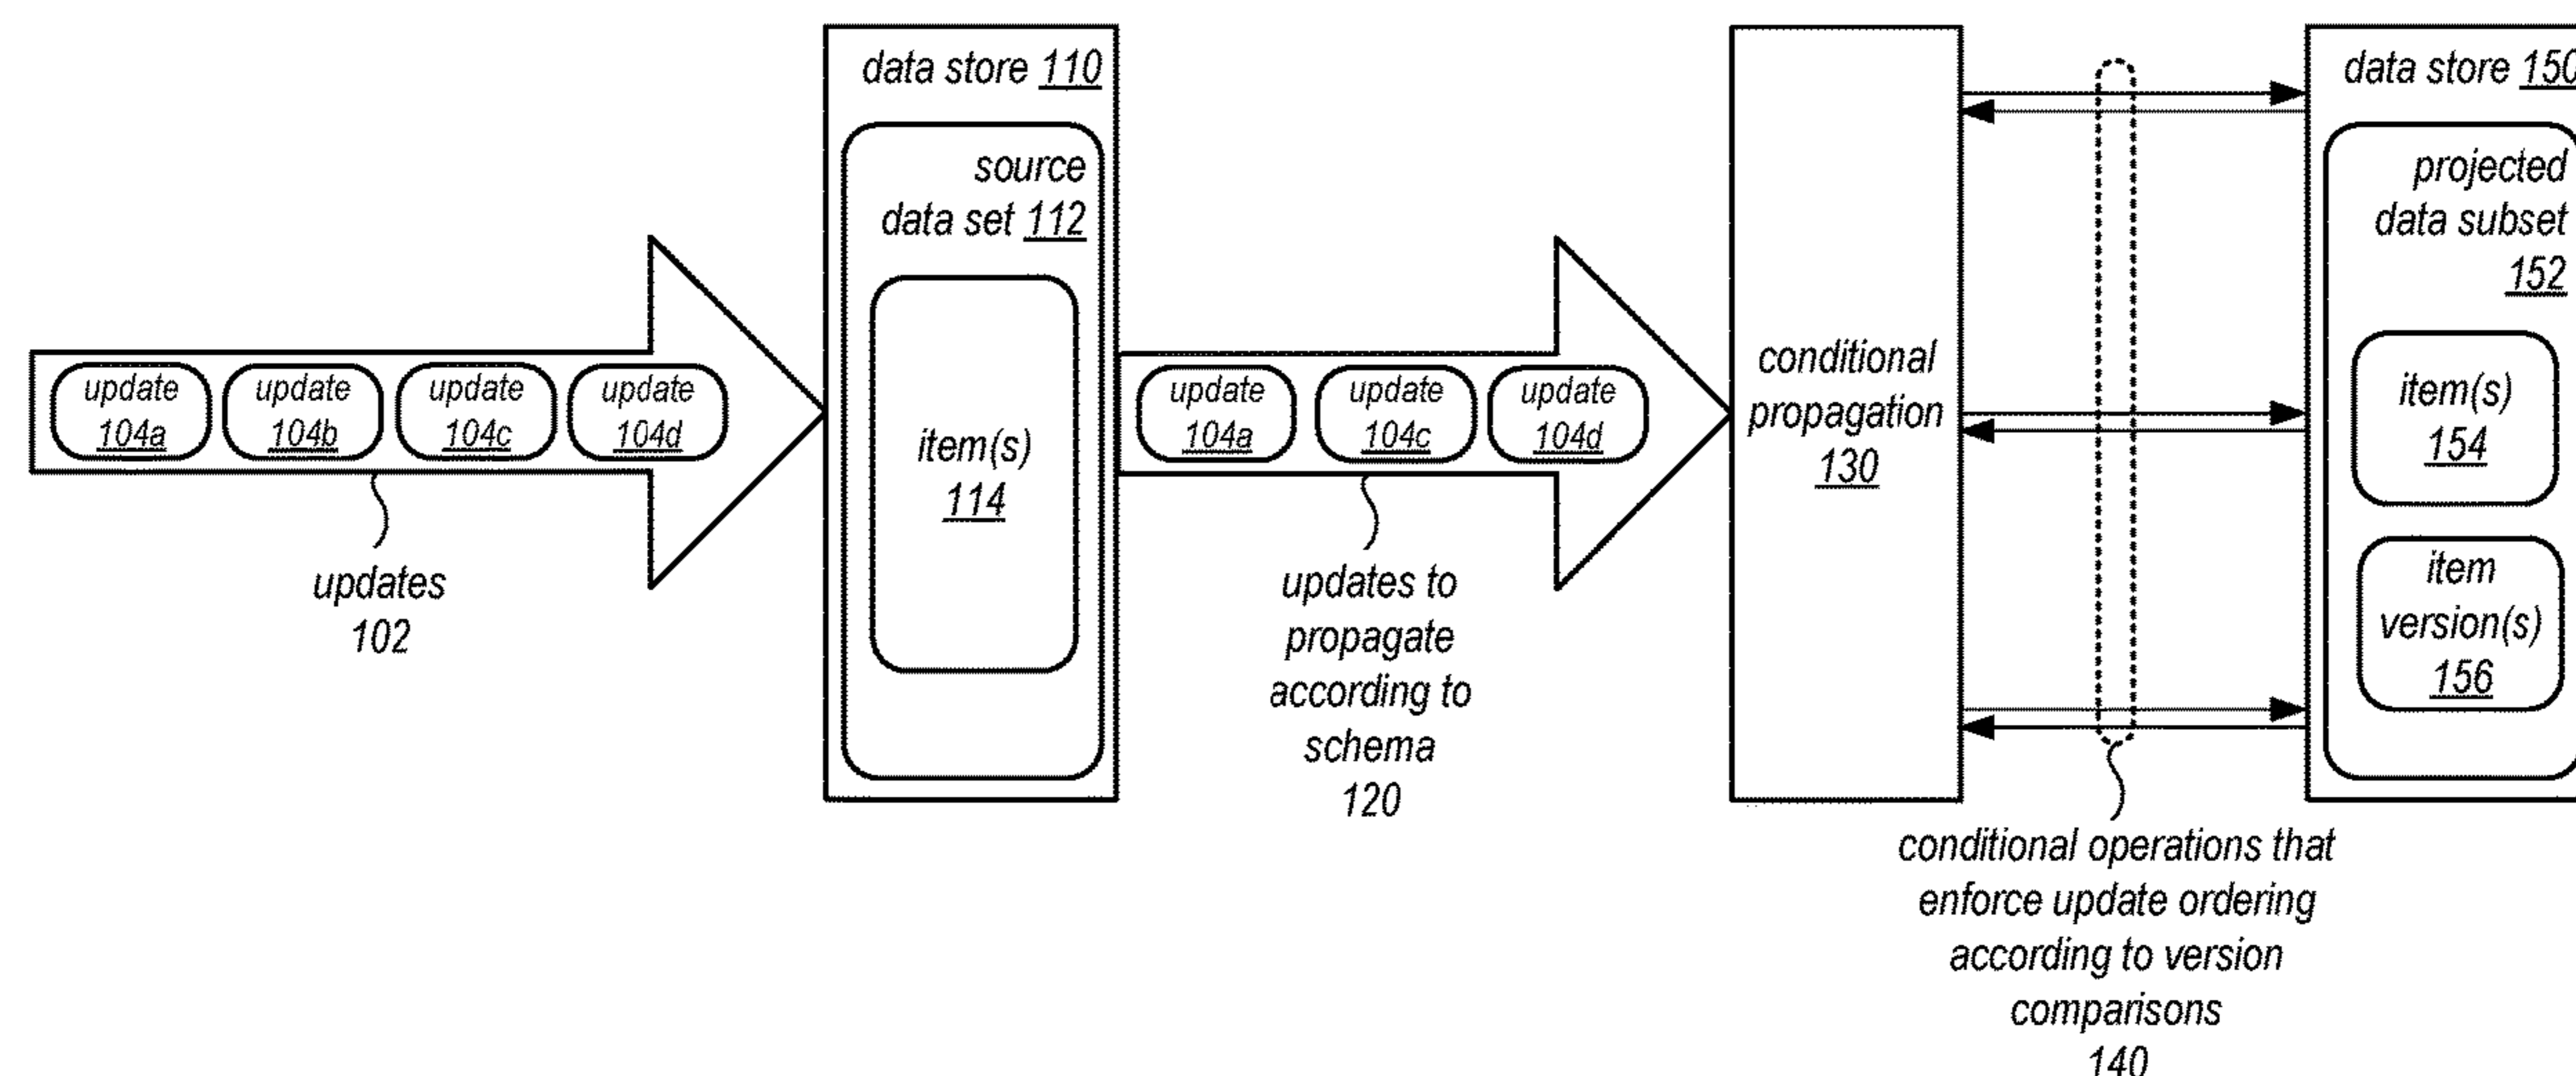 data store 110
source
data set 112
item(s)
114
update
104a
update
104b
update
104c
update
104d
updates
102
update
104a
update
104c
update
104d
updates to
propagate
according to
schema
120
conditional
propagation
130
conditional operations that
enforce update ordering
according to version
comparisons
140
data store 150
projected
data subset
152
item(s)
154
item
version(s)
156